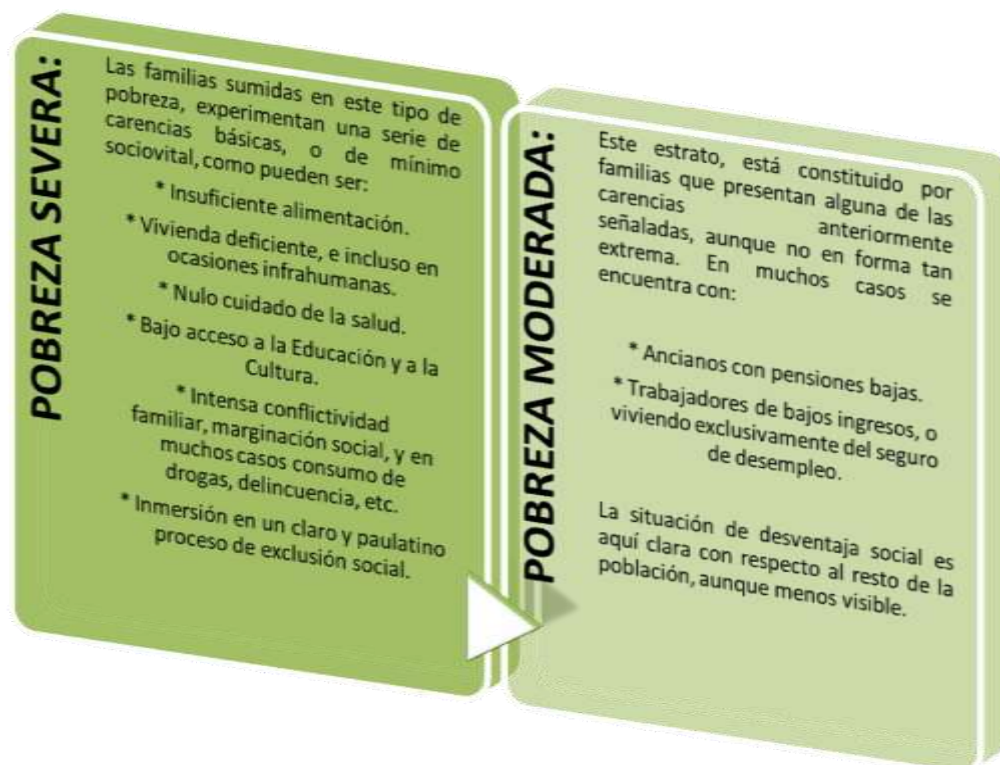 POBREZA SEVERA:
Las familias sumidas en este tipo de
pobreza, experimentan una serie de
carencias básicas, o de mínimo
sociovital, como pueden ser:
* Insuficiente alimentación.
* Vivienda deficiente, e incluso en
ocasiones infrahumanas.
* Nulo cuidado de la salud.
* Bajo acceso a la Educación y a la
Cultura.
* Intensa conflictividad
familiar, marginación social, y en
muchos casos consumo de
drogas, delincuencia, etc.
* Inmersión en un claro y paulatino
proceso de exclusión social.
POBREZA MODERADA:
Este estrato, está constituido por
familias que presentan alguna de las
carencias anteriormente
señaladas, aunque no en forma tan
extrema. En muchos casos se
encuentra con:
* Ancianos con pensiones bajas.
* Trabajadores de bajos ingresos, o
viviendo exclusivamente del seguro
de desempleo.
La situación de desventaja social es
aquí clara con respecto al resto de la
población, aunque menos visible.